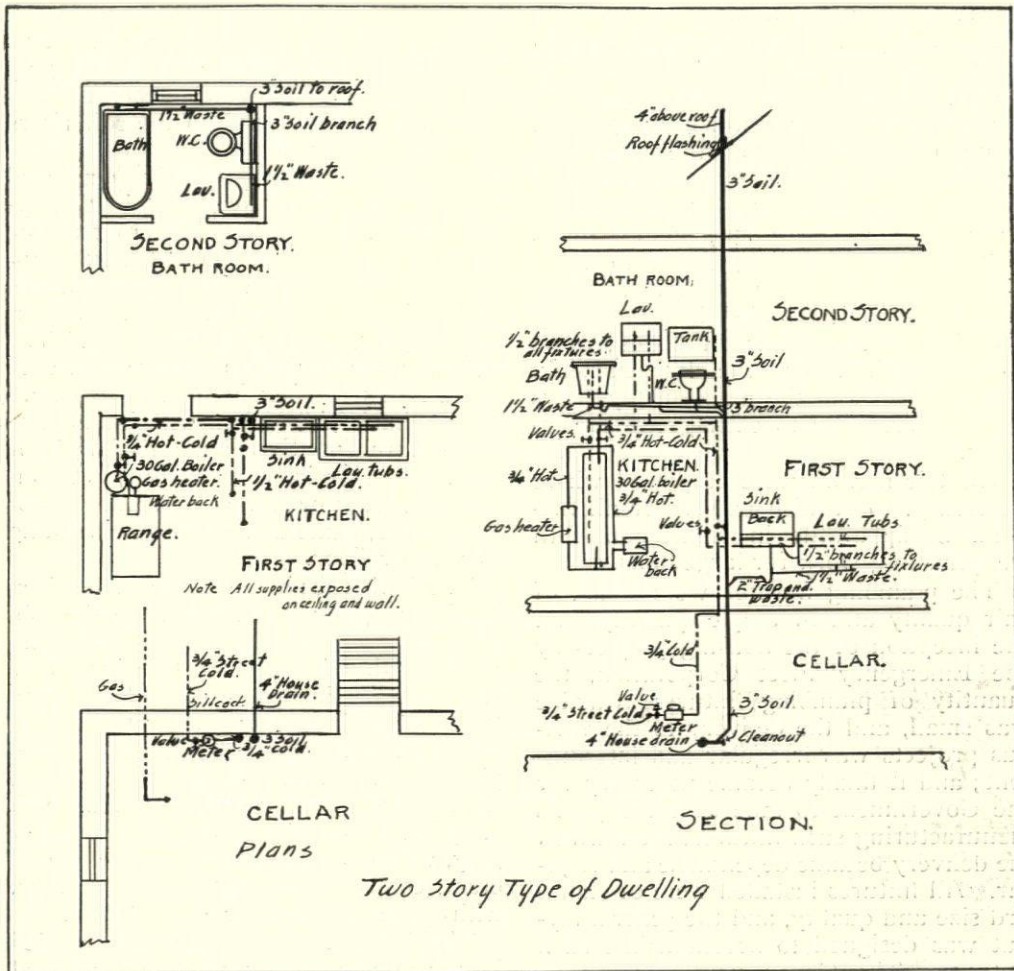 3" Soil to roof.
1½" Waste
3" Soil branch
Bath
W.C.
1½" Waste.
Lav.
SECOND STORY.
BATH ROOM.
3" Soil.
¾" Hot-Cold
30 Gal. Boiler
Gas heater.
Water back
Sink
Lav. tubs.
½" Hot-Cold.
KITCHEN.
Range.
FIRST STORY
Note All supplies exposed
on ceiling and wall.
¾" Street
Cold.
Gas
4" House
Drain.
Sillcock
Valve
Meter
3" Soil
¾" Cold.
CELLAR
Plans
4" above roof
Roof flashing
3" Soil.
BATH ROOM.
Lav.
SECOND STORY.
½" branches to
all fixtures.
Tank
Bath
3" Soil
W.C.
1½" Waste
3" branch
Valves
¾" Hot-Cold
KITCHEN.
FIRST STORY.
¾" Hot
30 Gal. boiler
¾" Hot.
Sink
Back
Lav. Tubs
Gas heater
Valves
½" branches to
fixtures
Water
back
1½" Waste.
2" Trap and
waste.
¾" Cold
CELLAR.
Valve
¾" Street Cold
Meter
3" Soil
4" House drain
Cleanout
SECTION.
Two Story Type of Dwelling